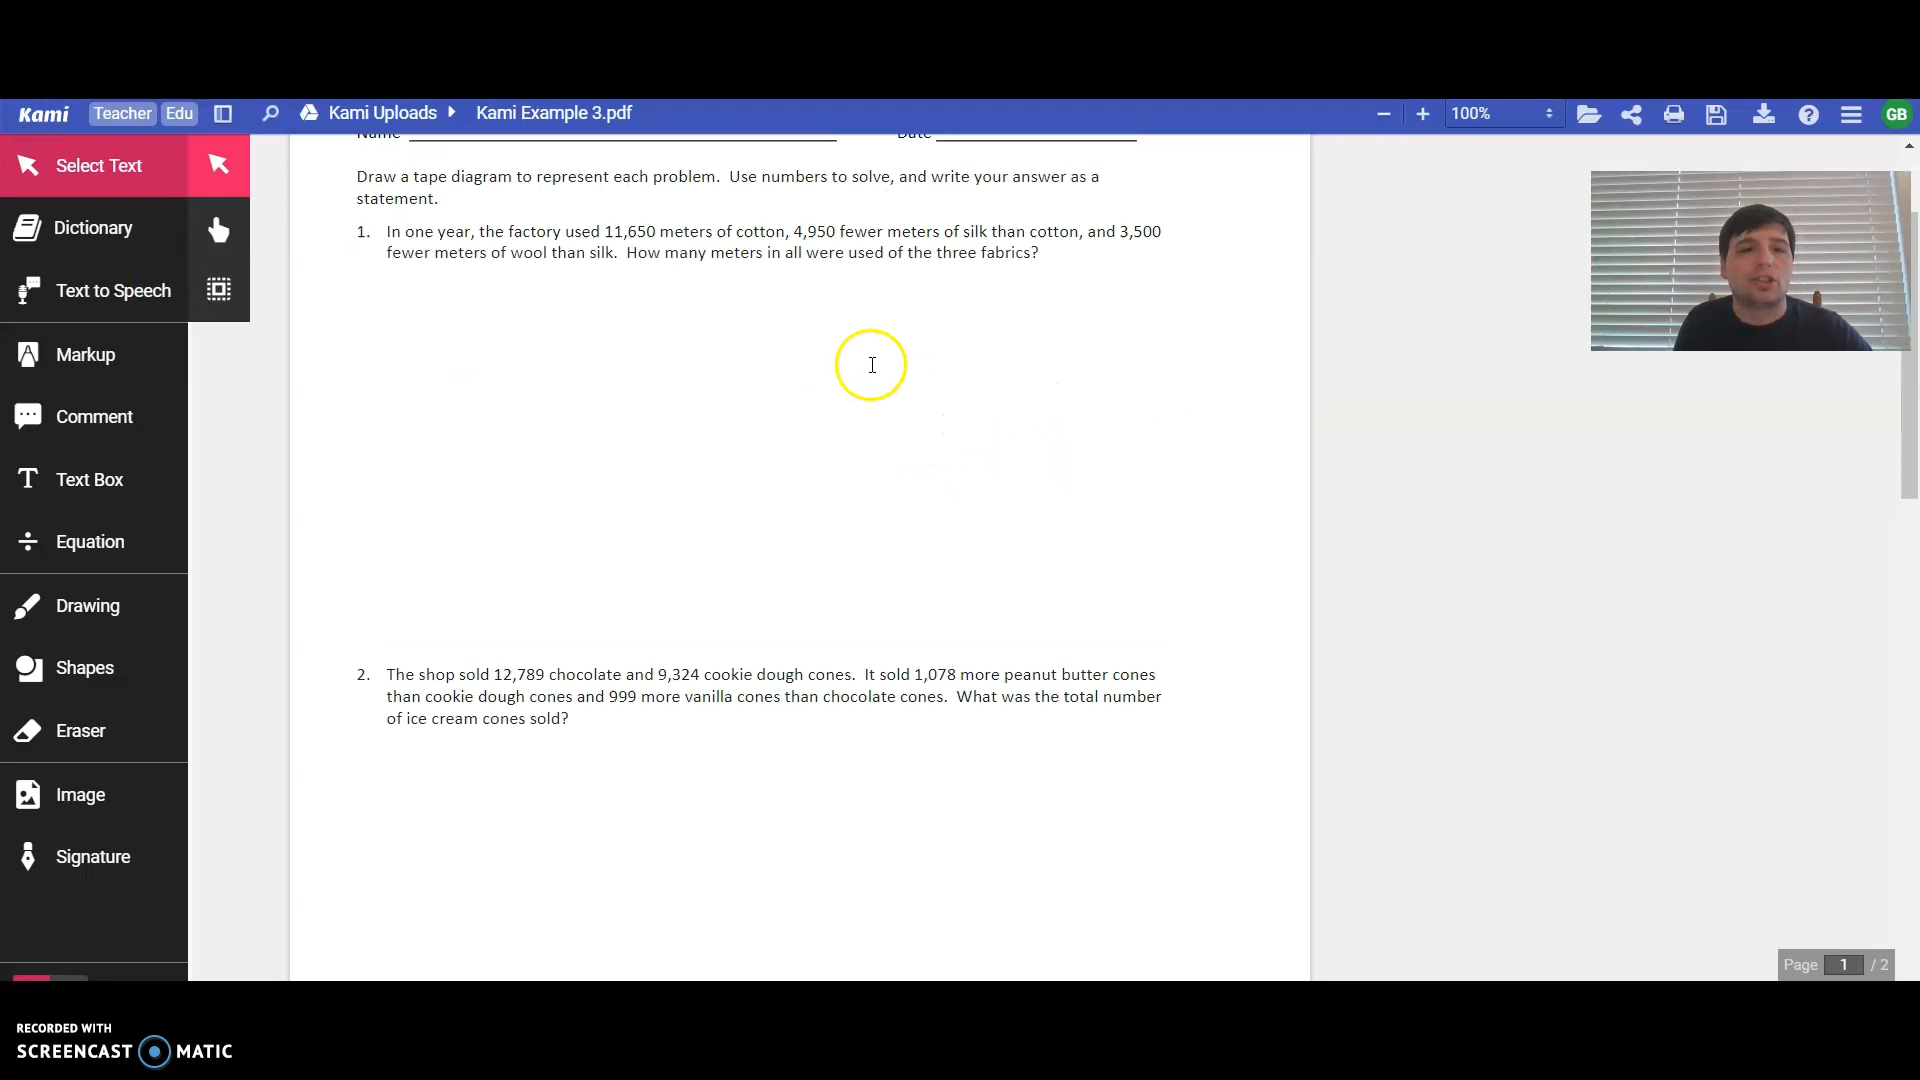 Kami Teacher Edu Kami Uploads Kami Example 3.pdf 100% GB
Name Date
Select Text
Dictionary
Text to Speech
Markup
Comment
Text Box
Equation
Drawing
Shapes
Eraser
Image
Signature
Draw a tape diagram to represent each problem. Use numbers to solve, and write your answer as a
statement.
1. In one year, the factory used 11,650 meters of cotton, 4,950 fewer meters of silk than cotton, and 3,500
fewer meters of wool than silk. How many meters in all were used of the three fabrics?
2. The shop sold 12,789 chocolate and 9,324 cookie dough cones. It sold 1,078 more peanut butter cones
than cookie dough cones and 999 more vanilla cones than chocolate cones. What was the total number
of ice cream cones sold?
Page 1 / 2
RECORDED WITH
SCREENCAST MATIC